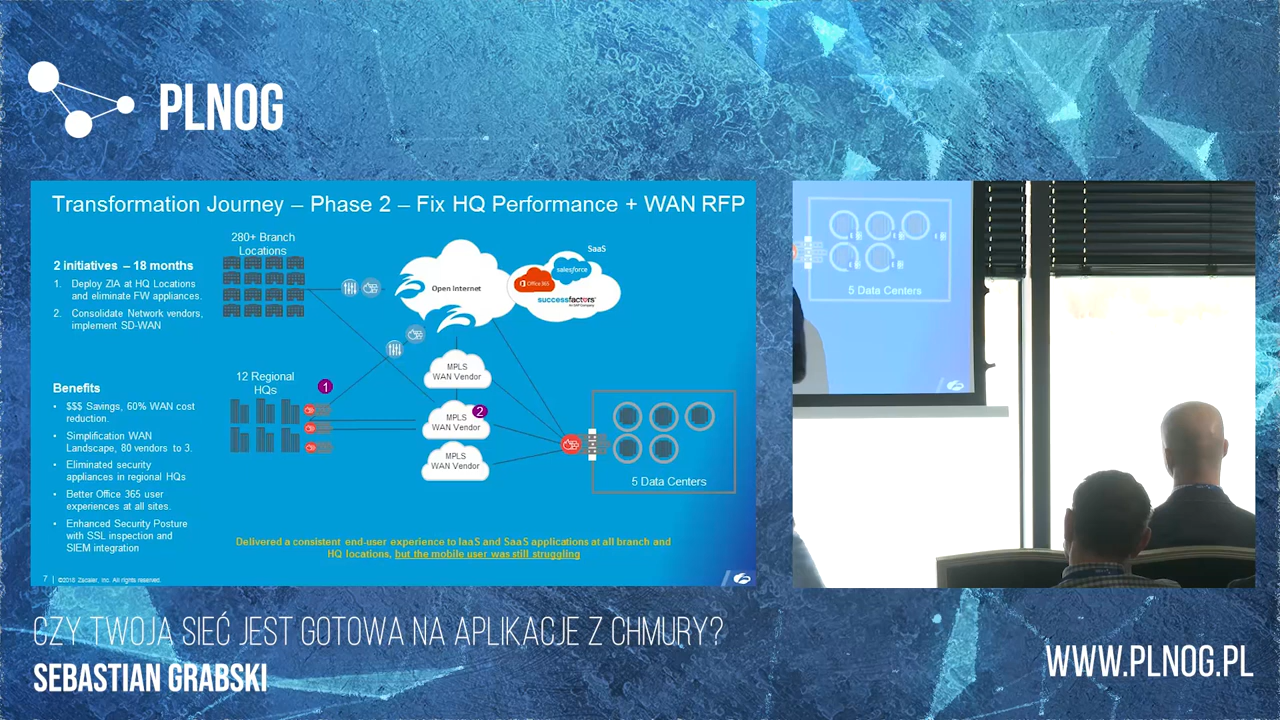 PLNOG
Transformation Journey – Phase 2 – Fix HQ Performance + WAN RFP
2 initiatives – 18 months
1. Deploy ZIA at HQ Locations
and eliminate FW appliances.
2. Consolidate Network vendors,
implement SD-WAN
Benefits
• $$$ Savings, 60% WAN cost
reduction.
• Simplification WAN
Landscape, 80 vendors to 3.
• Eliminated security
appliances in regional HQs
• Better Office 365 user
experiences at all sites.
• Enhanced Security Posture
with SSL inspection and
SIEM integration
280+ Branch
Locations
12 Regional
HQs
1
Open Internet
SaaS
Office 365
salesforce
successfactors
MPLS
WAN Vendor
MPLS
WAN Vendor
2
MPLS
WAN Vendor
5 Data Centers
Delivered a consistent end-user experience to IaaS and SaaS applications at all branch and
HQ locations, but the mobile user was still struggling
7 | ©2016 Zscaler, Inc. All rights reserved.
5 Data Centers
CZY TWOJA SIEĆ JEST GOTOWA NA APLIKACJE Z CHMURY?
SEBASTIAN GRABSKI
WWW.PLNOG.PL